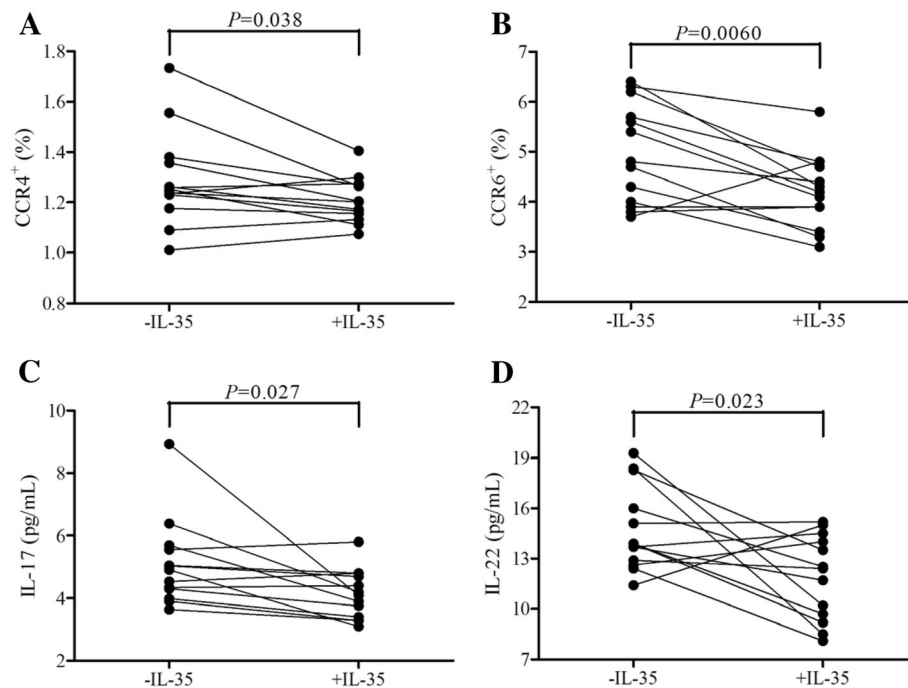 A
P=0.038
CCR4+ (%)
1.8
1.6
1.4
1.2
1.0
0.8
-IL-35 +IL-35
B
P=0.0060
CCR6+ (%)
7
6
5
4
3
2
-IL-35 +IL-35
C
P=0.027
IL-17 (pg/mL)
10
8
6
4
2
-IL-35 +IL-35
D
P=0.023
IL-22 (pg/mL)
22
19
16
13
10
7
-IL-35 +IL-35